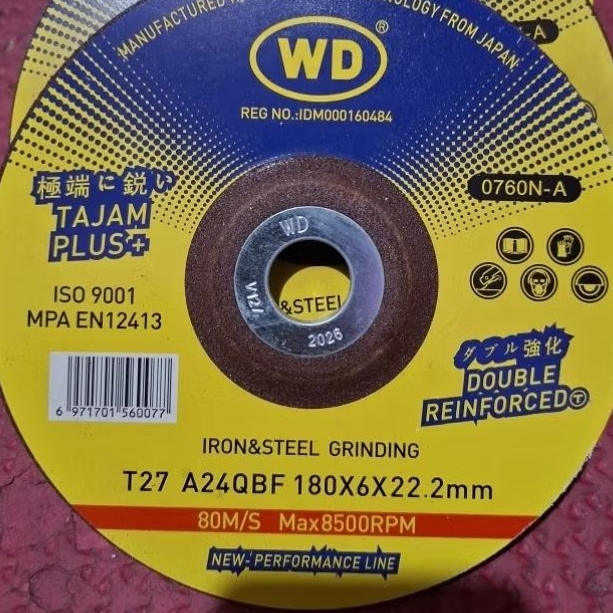 MANUFACTURED
TECHNOLOGY FROM JAPAN
-A
WD®
REG NO.:IDM000160484
極端に鋭い
TAJAM
PLUS+
0760N-A
WD
V12/
2026
&STEEL
ISO 9001
MPA EN12413
6 971701 560077
ダブル強化
DOUBLE
REINFORCED
IRON&STEEL GRINDING
T27 A24QBF 180X6X22.2mm
80M/S Max8500RPM
NEW-PERFORMANCE LINE